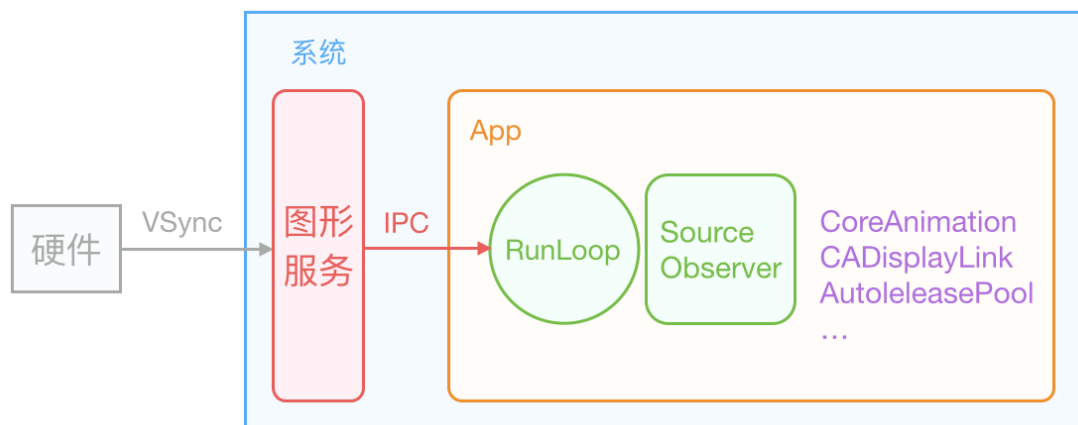 系统
App
硬件
VSync
图形
服务
IPC
RunLoop
Source
Observer
CoreAnimation
CADisplayLink
AutoleleasePool
...